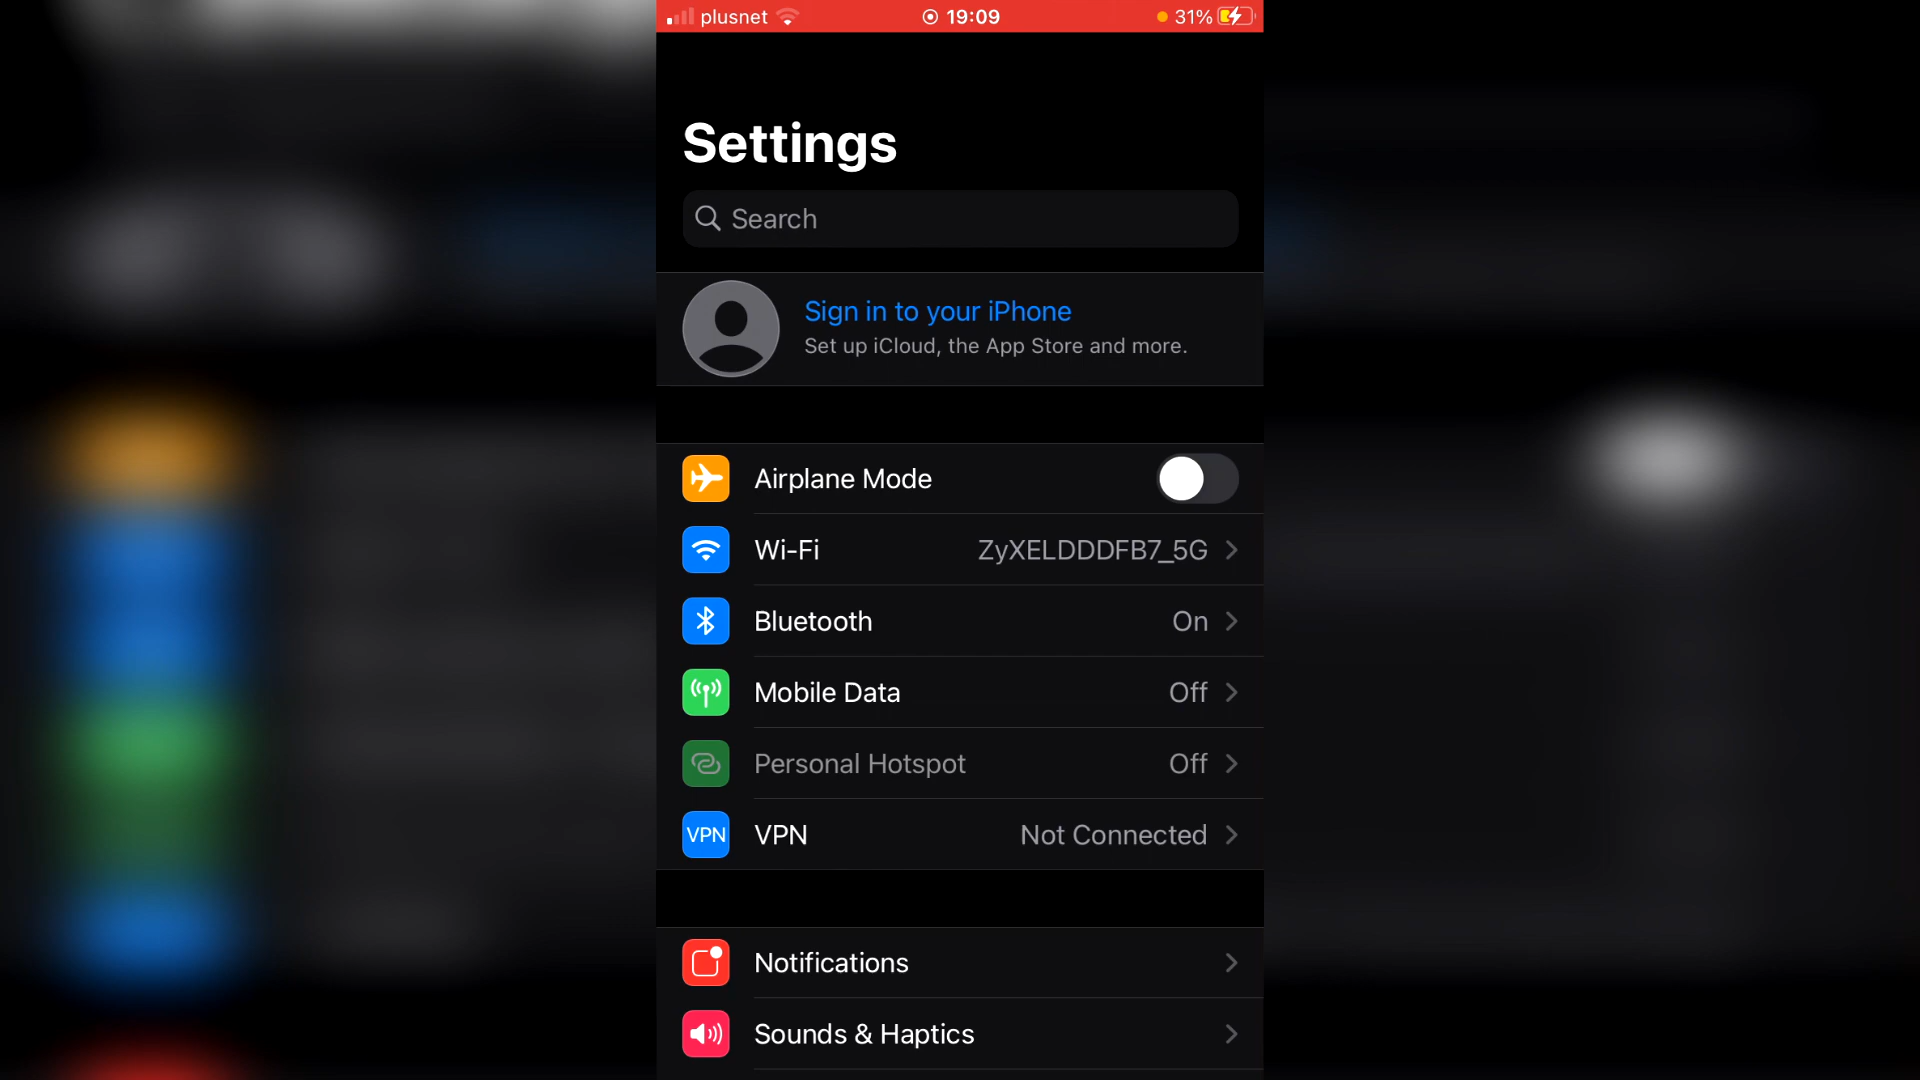 plusnet 19:09 31%
Settings
Search
Sign in to your iPhone
Set up iCloud, the App Store and more.
Airplane Mode
Wi-Fi ZyXELDDDFB7_5G
Bluetooth On
Mobile Data Off
Personal Hotspot Off
VPN VPN Not Connected
Notifications
Sounds & Haptics